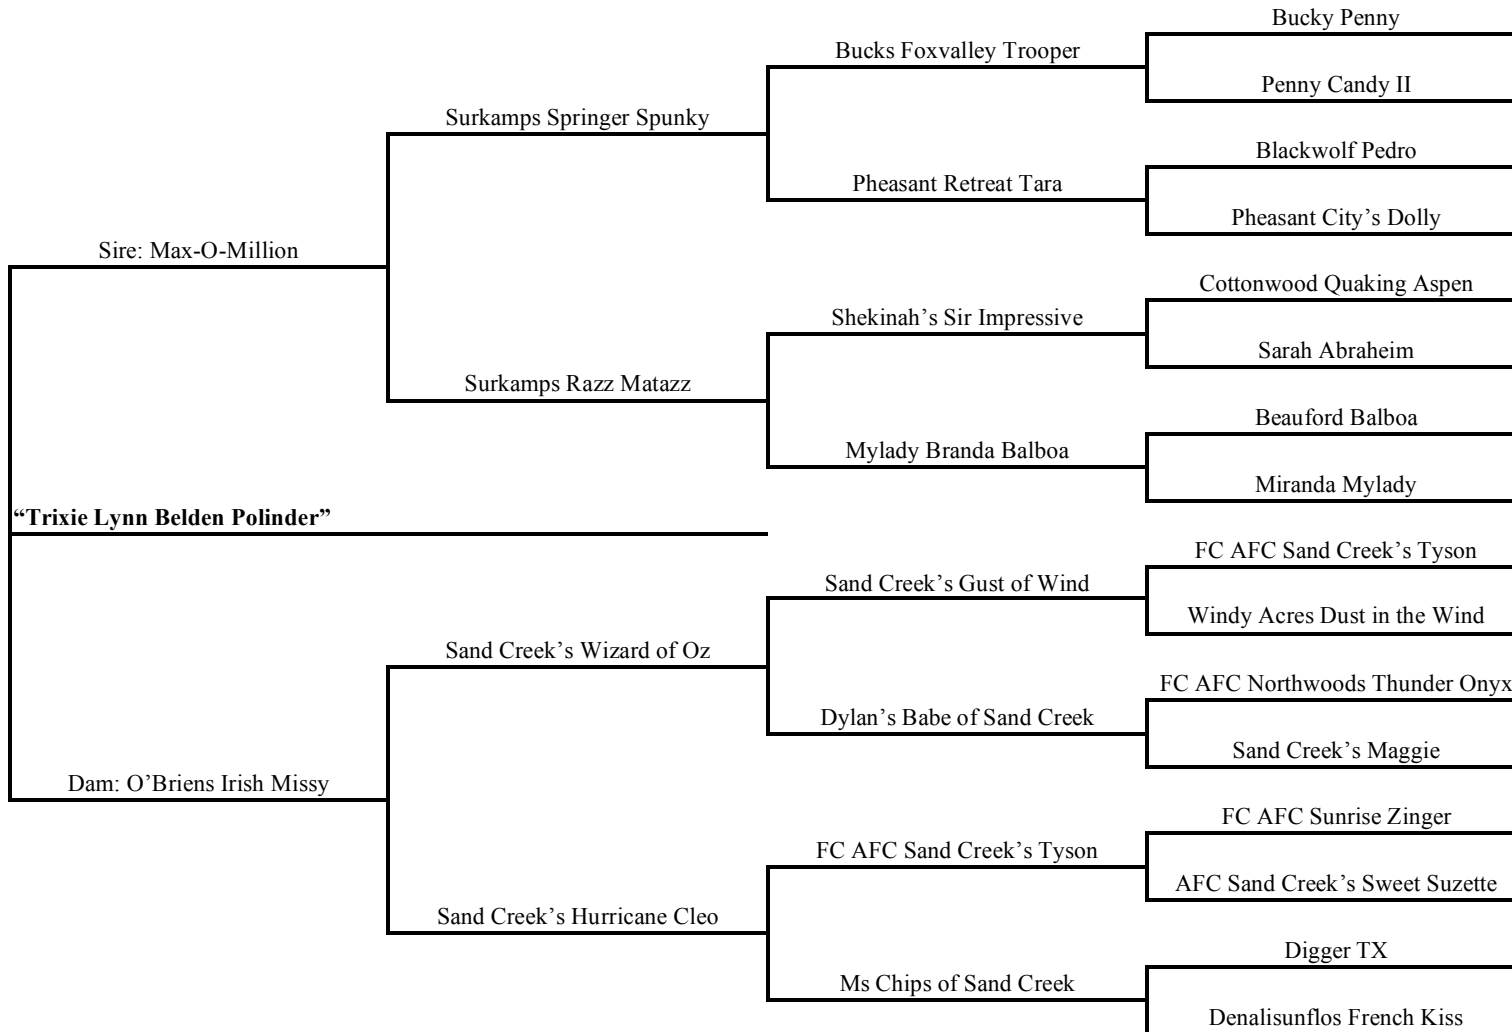 Bucky Penny
Bucks Foxvalley Trooper
Penny Candy II
Surkamps Springer Spunky
Blackwolf Pedro
Pheasant Retreat Tara
Pheasant City’s Dolly
Sire: Max-O-Million
Cottonwood Quaking Aspen
Shekinah’s Sir Impressive
Sarah Abraheim
Surkamps Razz Matazz
Beauford Balboa
Mylady Branda Balboa
Miranda Mylady
“Trixie Lynn Belden Polinder”
FC AFC Sand Creek’s Tyson
Sand Creek’s Gust of Wind
Windy Acres Dust in the Wind
Sand Creek’s Wizard of Oz
FC AFC Northwoods Thunder Onyx
Dylan’s Babe of Sand Creek
Sand Creek’s Maggie
Dam: O’Briens Irish Missy
FC AFC Sunrise Zinger
FC AFC Sand Creek’s Tyson
AFC Sand Creek’s Sweet Suzette
Sand Creek’s Hurricane Cleo
Digger TX
Ms Chips of Sand Creek
Denalisunflos French Kiss